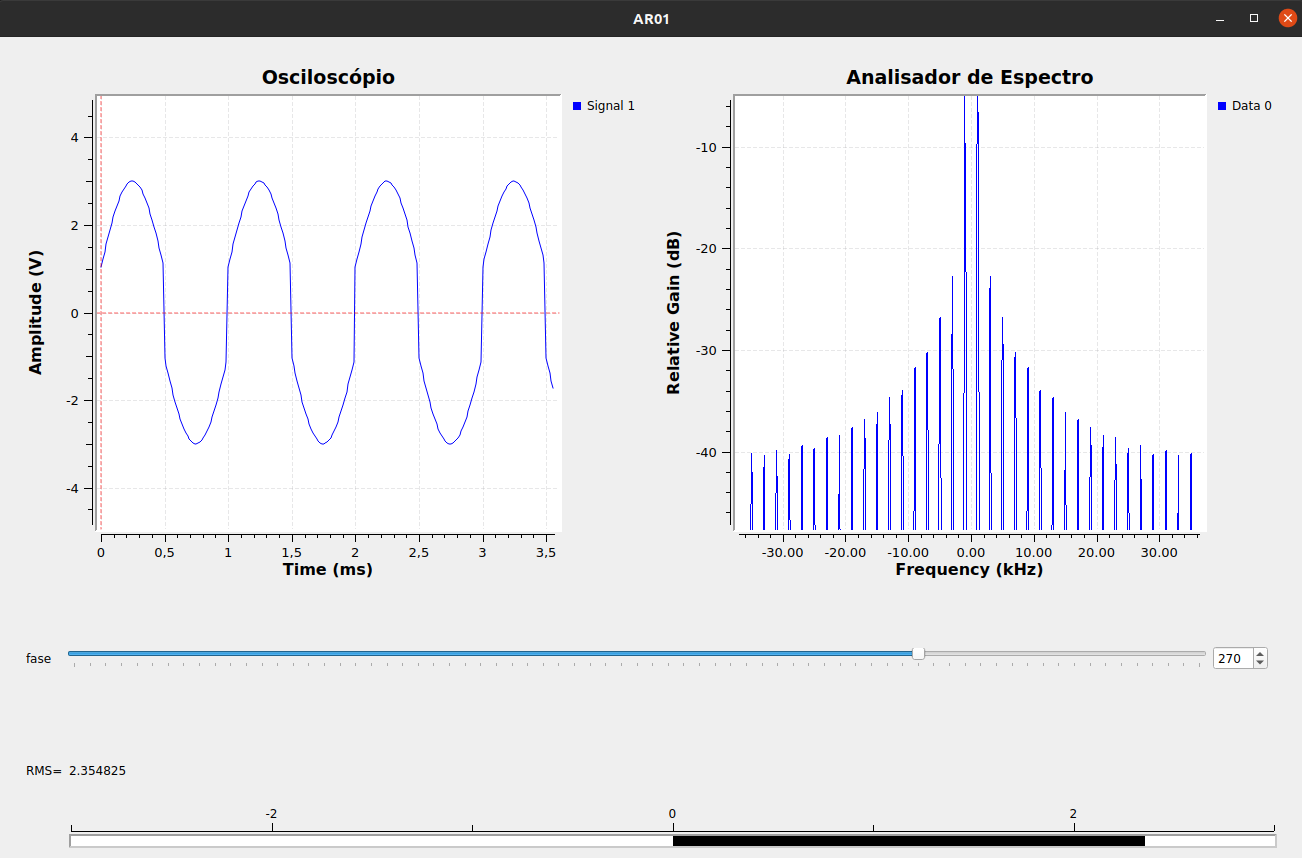 AR01
Osciloscópio
Signal 1
Amplitude (V)
4
2
0
-2
-4
0 0,5 1 1,5 2 2,5 3 3,5
Time (ms)
Analisador de Espectro
Data 0
Relative Gain (dB)
-10
-20
-30
-40
-30.00 -20.00 -10.00 0.00 10.00 20.00 30.00
Frequency (kHz)
fase 270
RMS= 2.354825
-2 0 2